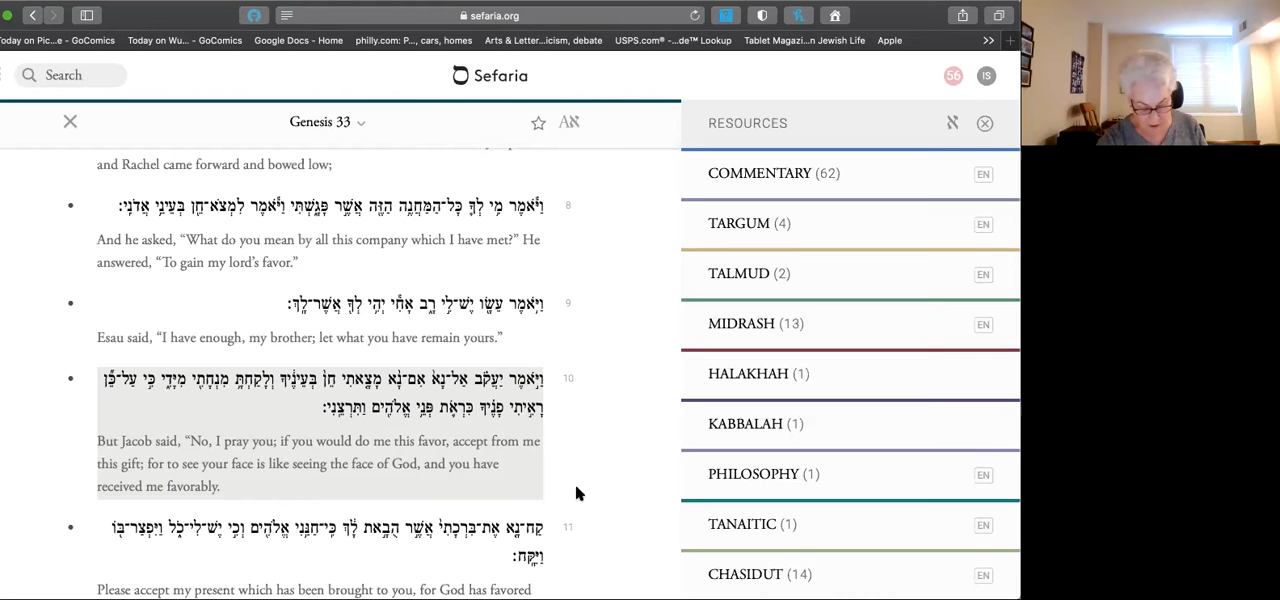 sefaria.org
Today on Pic...e - GoComics Today on Wu... - GoComics Google Docs - Home philly.com: P..., cars, homes Arts & Letter...icism, debate USPS.com® -...de™ Lookup Tablet Magazi...n Jewish Life Apple
Search
Sefaria
56
IS
Genesis 33
Aא
and Rachel came forward and bowed low;
8
וַיֹּ֕אמֶר מִ֥י לְךָ֛ כׇּל־הַמַּחֲנֶ֥ה הַזֶּ֖ה אֲשֶׁ֣ר פָּגָ֑שְׁתִּי וַיֹּ֕אמֶר לִמְצֹא־חֵ֖ן בְּעֵינֵ֥י אֲדֹנִֽי׃
And he asked, “What do you mean by all this company which I have met?” He
answered, “To gain my lord’s favor.”
9
וַיֹּ֥אמֶר עֵשָׂ֖ו יֶשׁ־לִ֣י רָ֑ב אָחִ֕י יְהִ֥י לְךָ֖ אֲשֶׁר־לָֽךְ׃
Esau said, “I have enough, my brother; let what you have remain yours.”
10
וַיֹּ֣אמֶר יַעֲקֹ֗ב אַל־נָא֙ אִם־נָ֨א מָצָ֤אתִי חֵן֙ בְּעֵינֶ֔יךָ וְלָקַחְתָּ֥ מִנְחָתִ֖י מִיָּדִ֑י כִּ֣י עַל־כֵּ֞ן
רָאִ֣יתִי פָנֶ֗יךָ כִּרְאֹ֛ת פְּנֵ֥י אֱלֹהִ֖ים וַתִּרְצֵֽנִי׃
But Jacob said, “No, I pray you; if you would do me this favor, accept from me
this gift; for to see your face is like seeing the face of God, and you have
received me favorably.
11
קַח־נָ֤א אֶת־בִּרְכָתִי֙ אֲשֶׁ֣ר הֻבָ֣את לָ֔ךְ כִּֽי־חַנַּ֥נִי אֱלֹהִ֖ים וְכִ֣י יֶשׁ־לִי־כֹ֑ל וַיִּפְצַר־בּ֖וֹ
וַיִּקָּֽח׃
Please accept my present which has been brought to you, for God has favored
RESOURCES
א
COMMENTARY (62) EN
TARGUM (4) EN
TALMUD (2) EN
MIDRASH (13) EN
HALAKHAH (1)
KABBALAH (1)
PHILOSOPHY (1) EN
TANAITIC (1) EN
CHASIDUT (14) EN